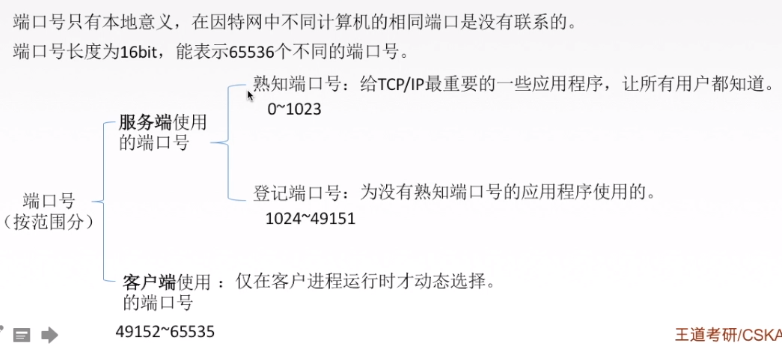 端口号只有本地意义，在因特网中不同计算机的相同端口是没有联系的。
端口号长度为16bit，能表示65536个不同的端口号。
熟知端口号：给TCP/IP最重要的一些应用程序，让所有用户都知道。
0~1023
服务端使用
的端口号
登记端口号：为没有熟知端口号的应用程序使用的。
1024~49151
端口号
（按范围分）
客户端使用：仅在客户进程运行时才动态选择。
的端口号
49152~65535
王道考研/CSKA